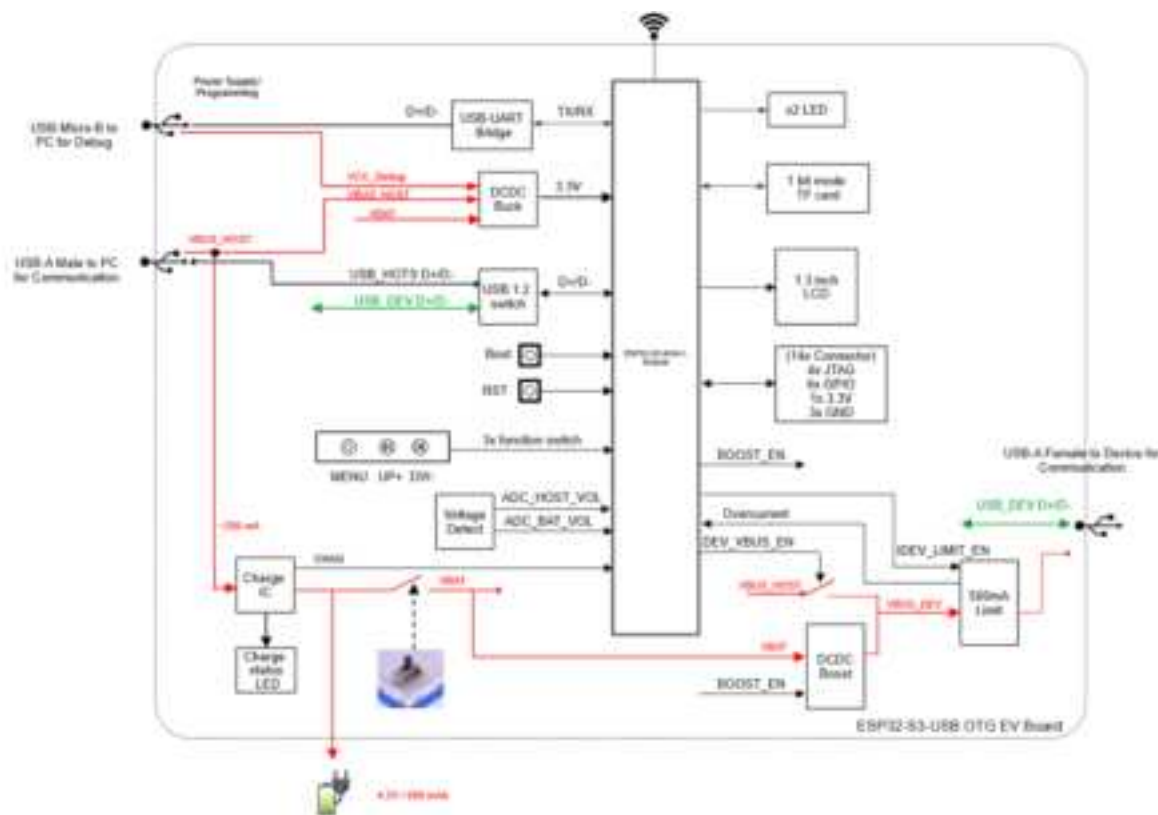 Power Supply/
Programming
USB Micro-B to
PC for Debug
D+/D-
USB-UART
Bridge
TX/RX
x2 LED
VCC_Debug
VBUS_HOST
VBAT
DCDC
Buck
3.3V
1 bit mode
TF card
VBUS_HOST
USB-A Male to PC
for Communication
USB_HOTS D+/D-
USB_DEV D+/D-
USB 1:2
switch
D+/D-
1.3 inch
LCD
Boot
RST
(14x Connector)
4x JTAG
6x GPIO
1x 3.3V
3x GND
3x function switch
MENU UP+ DW-
BOOST_EN
USB-A Female to Device for
Communication
Voltage
Detect
ADC_HOST_VOL
ADC_BAT_VOL
Overcurrent
USB_DEV D+/D-
DEV_VBUS_EN
IDEV_LIMIT_EN
Charge
IC
VBAT
VBUS_HOST
VBUS_DEV
500mA
Limit
Charge
status
LED
VBAT
DCDC
Boost
BOOST_EN
ESP32-S3-USB OTG EV Board